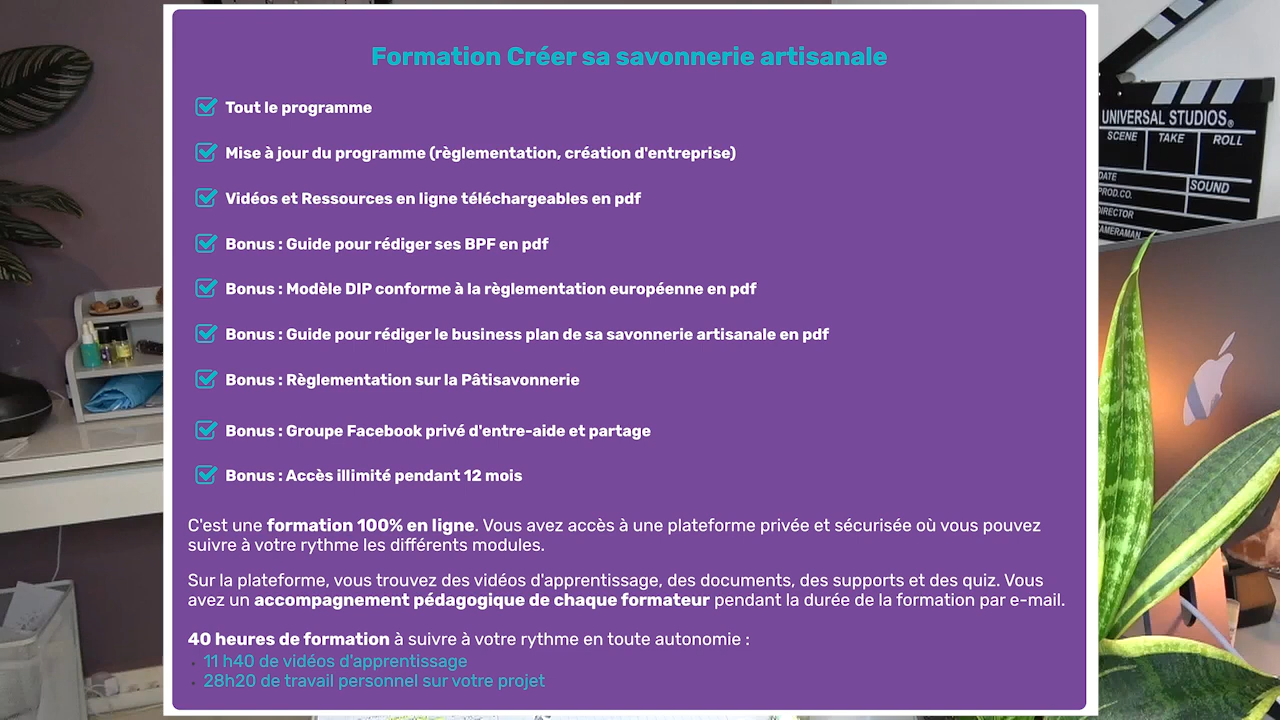 Formation Créer sa savonnerie artisanale
Tout le programme
Mise à jour du programme (règlementation, création d'entreprise)
Vidéos et Ressources en ligne téléchargeables en pdf
Bonus : Guide pour rédiger ses BPF en pdf
Bonus : Modèle DIP conforme à la règlementation européenne en pdf
Bonus : Guide pour rédiger le business plan de sa savonnerie artisanale en pdf
Bonus : Règlementation sur la Pâtisavonnerie
Bonus : Groupe Facebook privé d'entre-aide et partage
Bonus : Accès illimité pendant 12 mois
C'est une formation 100% en ligne. Vous avez accès à une plateforme privée et sécurisée où vous pouvez
suivre à votre rythme les différents modules.
Sur la plateforme, vous trouvez des vidéos d'apprentissage, des documents, des supports et des quiz. Vous
avez un accompagnement pédagogique de chaque formateur pendant la durée de la formation par e-mail.
40 heures de formation à suivre à votre rythme en toute autonomie :
11 h40 de vidéos d'apprentissage
28h20 de travail personnel sur votre projet
UNIVERSAL STUDIOS®
SCENE TAKE ROLL
DATE
SOUND
PROD.CO.
DIRECTOR
CAMERAMAN